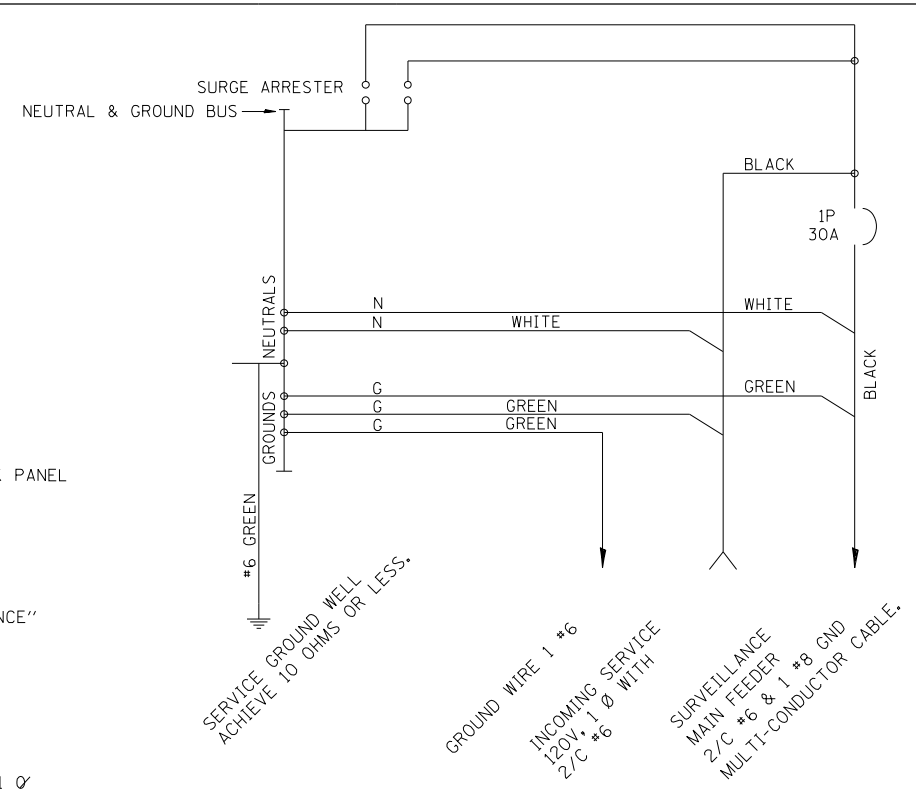 SURGE ARRESTER
NEUTRAL & GROUND BUS
BLACK
1P
30A
NEUTRALS
N
WHITE
N
WHITE
BLACK
GROUNDS
G
GREEN
G
GREEN
G
GREEN
PANEL
#6 GREEN
NCE"
SERVICE GROUND WELL
ACHIEVE 10 OHMS OR LESS.
GROUND WIRE 1 #6
INCOMING SERVICE
120V, 1 Ø WITH
2/C #6
SURVEILLANCE
MAIN FEEDER
2/C #6 & 1 #8 GND
MULTI-CONDUCTOR CABLE.